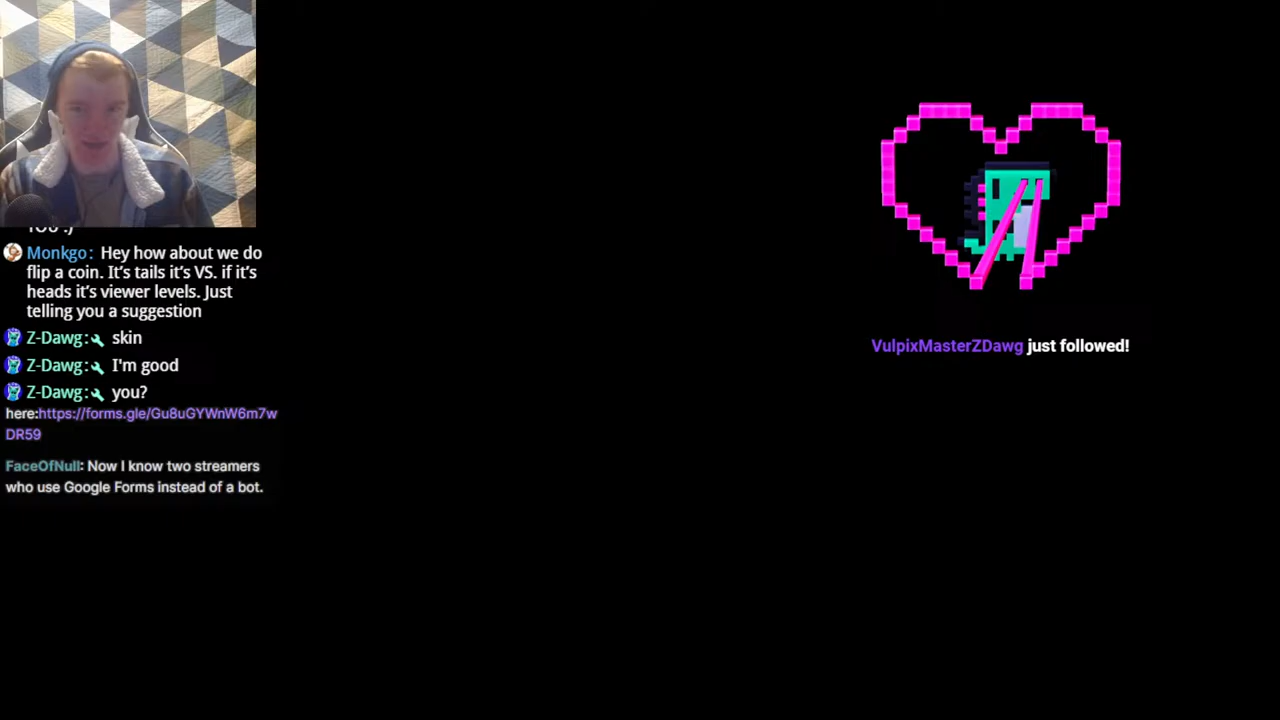 Monkgo: Hey how about we do
flip a coin. It's tails it's VS. if it's
heads it's viewer levels. Just
telling you a suggestion
Z-Dawg: skin
Z-Dawg: I'm good
Z-Dawg: you?
here:https://forms.gle/Gu8uGYWnW6m7w
DR59
FaceOfNull: Now I know two streamers
who use Google Forms instead of a bot.
VulpixMasterZDawg just followed!